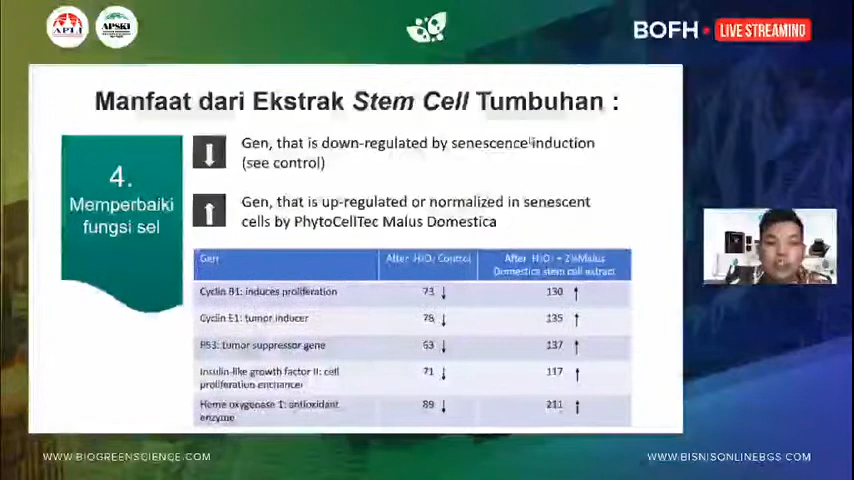 APLI
APSKI
BOFH
LIVE STREAMING
Manfaat dari Ekstrak Stem Cell Tumbuhan :
4.
Memperbaiki
fungsi sel
Gen, that is down-regulated by senescence induction
(see control)
Gen, that is up-regulated or normalized in senescent
cells by PhytoCellTec Malus Domestica
Gen
After H₂O₂ Control
After H₂O₂ + 2%Malus
Domestica stem cell extract
Cyclin B1: induces proliferation 73 ↓ 130 ↑
Cyclin E1: tumor inducer 78 ↓ 135 ↑
P53: tumor suppressor gene 63 ↓ 137 ↑
Insulin-like growth factor II: cell
proliferation enhancer 71 ↓ 117 ↑
Heme oxygenase 1: antioxidant
enzyme 89 ↓ 211 ↑
WWW.BIOGREENSCIENCE.COM
WWW.BISNISONLINEBGS.COM